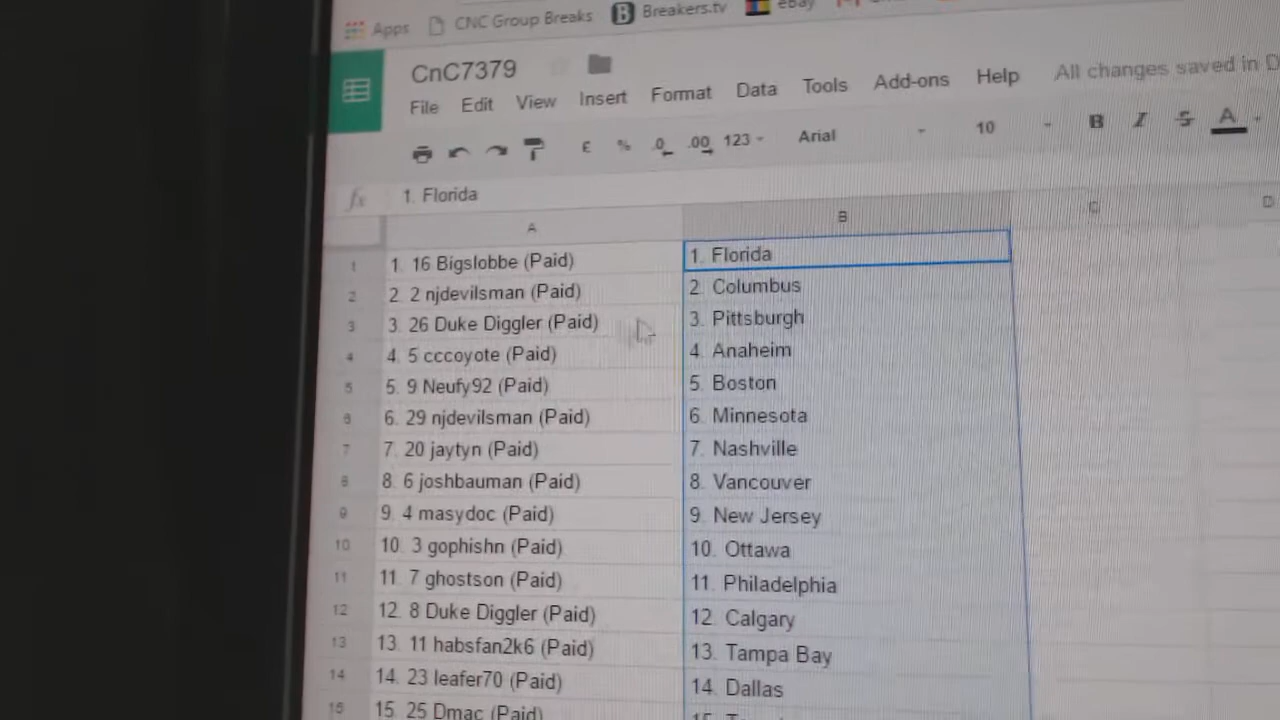 Apps CNC Group Breaks Breakers.tv eBay
CnC7379
File Edit View Insert Format Data Tools Add-ons Help All changes saved in D
£ % .0 .00 123 Arial 10 B I S A
fx 1. Florida
A B C D
1 1. 16 Bigslobbe (Paid) 1. Florida
2 2. 2 njdevilsman (Paid) 2. Columbus
3 3. 26 Duke Diggler (Paid) 3. Pittsburgh
4 4. 5 cccoyote (Paid) 4. Anaheim
5 5. 9 Neufy92 (Paid) 5. Boston
6 6. 29 njdevilsman (Paid) 6. Minnesota
7 7. 20 jaytyn (Paid) 7. Nashville
8 8. 6 joshbauman (Paid) 8. Vancouver
9 9. 4 masydoc (Paid) 9. New Jersey
10 10. 3 gophishn (Paid) 10. Ottawa
11 11. 7 ghostson (Paid) 11. Philadelphia
12 12. 8 Duke Diggler (Paid) 12. Calgary
13 13. 11 habsfan2k6 (Paid) 13. Tampa Bay
14 14. 23 leafer70 (Paid) 14. Dallas
15 15. 25 Dmac (Paid)